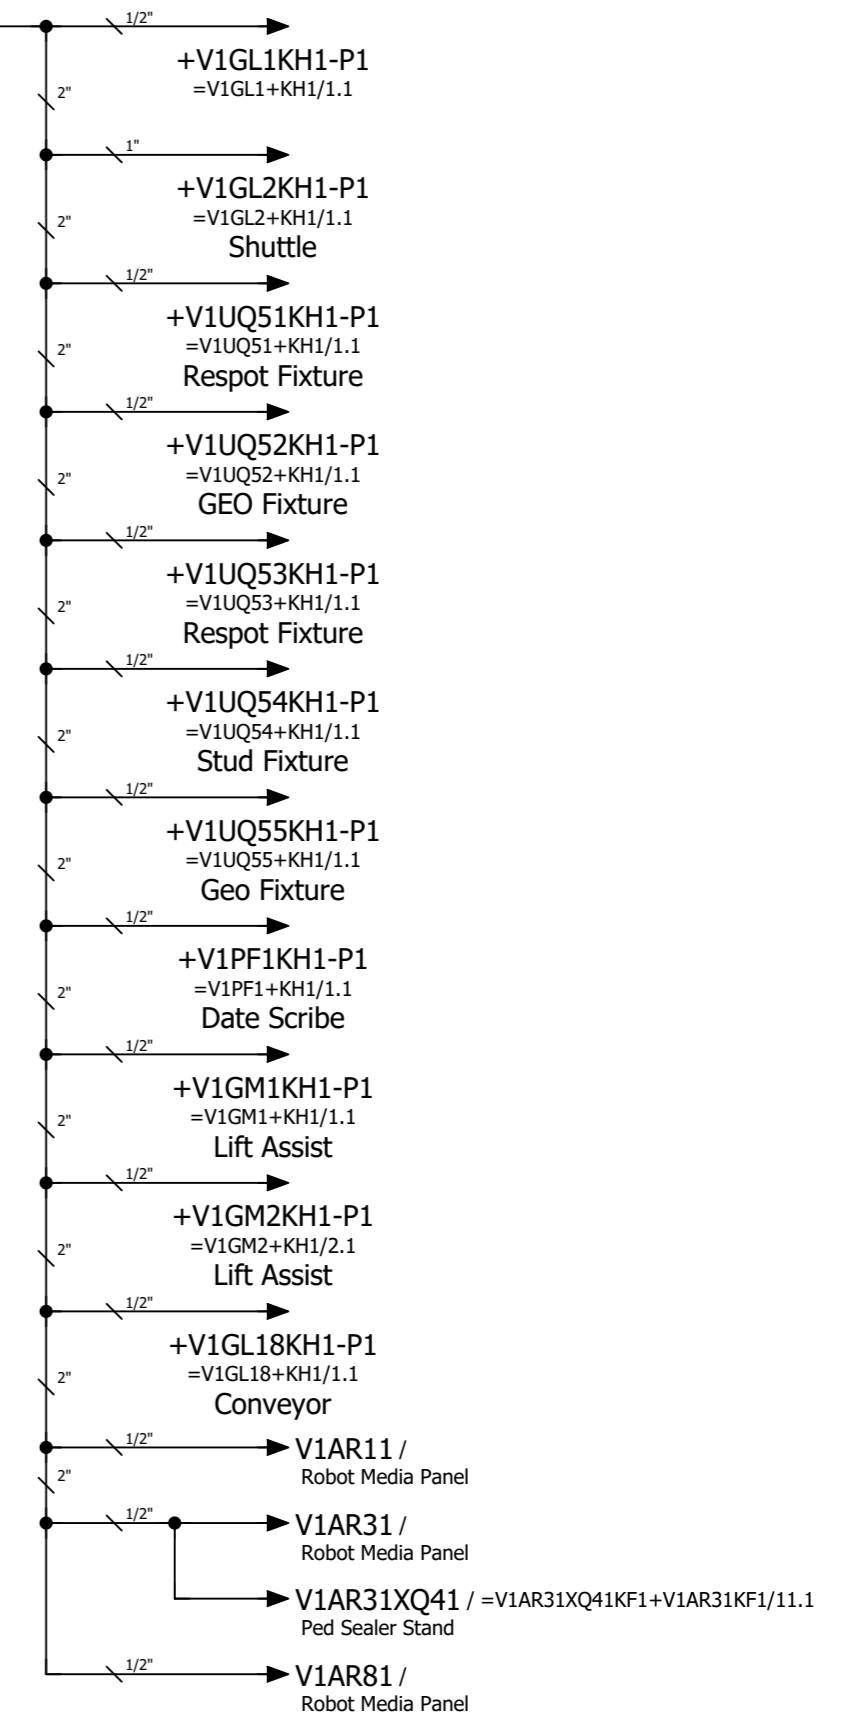 1/2"
+V1GL1KH1-P1
=V1GL1+KH1/1.1
2"
1"
+V1GL2KH1-P1
=V1GL2+KH1/1.1
2"
Shuttle
1/2"
+V1UQ51KH1-P1
=V1UQ51+KH1/1.1
2"
Respot Fixture
1/2"
+V1UQ52KH1-P1
=V1UQ52+KH1/1.1
2"
GEO Fixture
1/2"
+V1UQ53KH1-P1
=V1UQ53+KH1/1.1
2"
Respot Fixture
1/2"
+V1UQ54KH1-P1
=V1UQ54+KH1/1.1
2"
Stud Fixture
1/2"
+V1UQ55KH1-P1
=V1UQ55+KH1/1.1
2"
Geo Fixture
1/2"
+V1PF1KH1-P1
=V1PF1+KH1/1.1
2"
Date Scribe
1/2"
+V1GM1KH1-P1
=V1GM1+KH1/1.1
2"
Lift Assist
1/2"
+V1GM2KH1-P1
=V1GM2+KH1/2.1
2"
Lift Assist
1/2"
+V1GL18KH1-P1
=V1GL18+KH1/1.1
2"
Conveyor
1/2"
V1AR11 /
Robot Media Panel
2"
1/2"
V1AR31 /
Robot Media Panel
V1AR31XQ41 / =V1AR31XQ41KF1+V1AR31KF1/11.1
Ped Sealer Stand
1/2"
V1AR81 /
Robot Media Panel